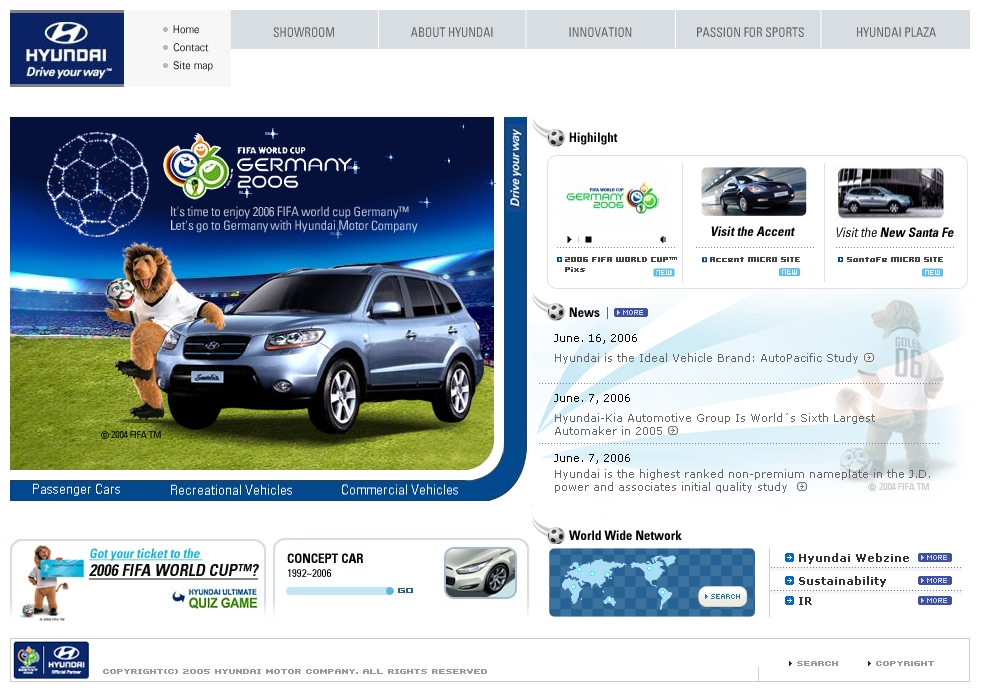 HYUNDAI
Drive your way™
Home
Contact
Site map
SHOWROOM
ABOUT HYUNDAI
INNOVATION
PASSION FOR SPORTS
HYUNDAI PLAZA
FIFA WORLD CUP
GERMANY
2006
It's time to enjoy 2006 FIFA world cup Germany™
Let's go to Germany with Hyundai Motor Company
SantaFe
© 2004 FIFA TM
Drive your way
Passenger Cars
Recreational Vehicles
Commercial Vehicles
Highilght
FIFA WORLD CUP
GERMANY
2006
2006 FIFA WORLD CUP™
Pixs
NEW
Visit the Accent
Accent MICRO SITE
NEW
Visit the New Santa Fe
SantaFe MICRO SITE
NEW
News
MORE
June. 16, 2006
Hyundai is the Ideal Vehicle Brand: AutoPacific Study
June. 7, 2006
Hyundai-Kia Automotive Group Is World´s Sixth Largest
Automaker in 2005
June. 7, 2006
Hyundai is the highest ranked non-premium nameplate in the J.D.
power and associates initial quality study
GOLEO
06
© 2004 FIFA TM
Got your ticket to the
2006 FIFA WORLD CUP™?
HYUNDAI ULTIMATE
QUIZ GAME
© 2004 FIFA TM
CONCEPT CAR
1992~2006
GO
World Wide Network
SEARCH
Hyundai Webzine
MORE
Sustainability
MORE
IR
MORE
HYUNDAI
Official Partner
COPYRIGHT(C) 2005 HYUNDAI MOTOR COMPANY. ALL RIGHTS RESERVED
SEARCH
COPYRIGHT